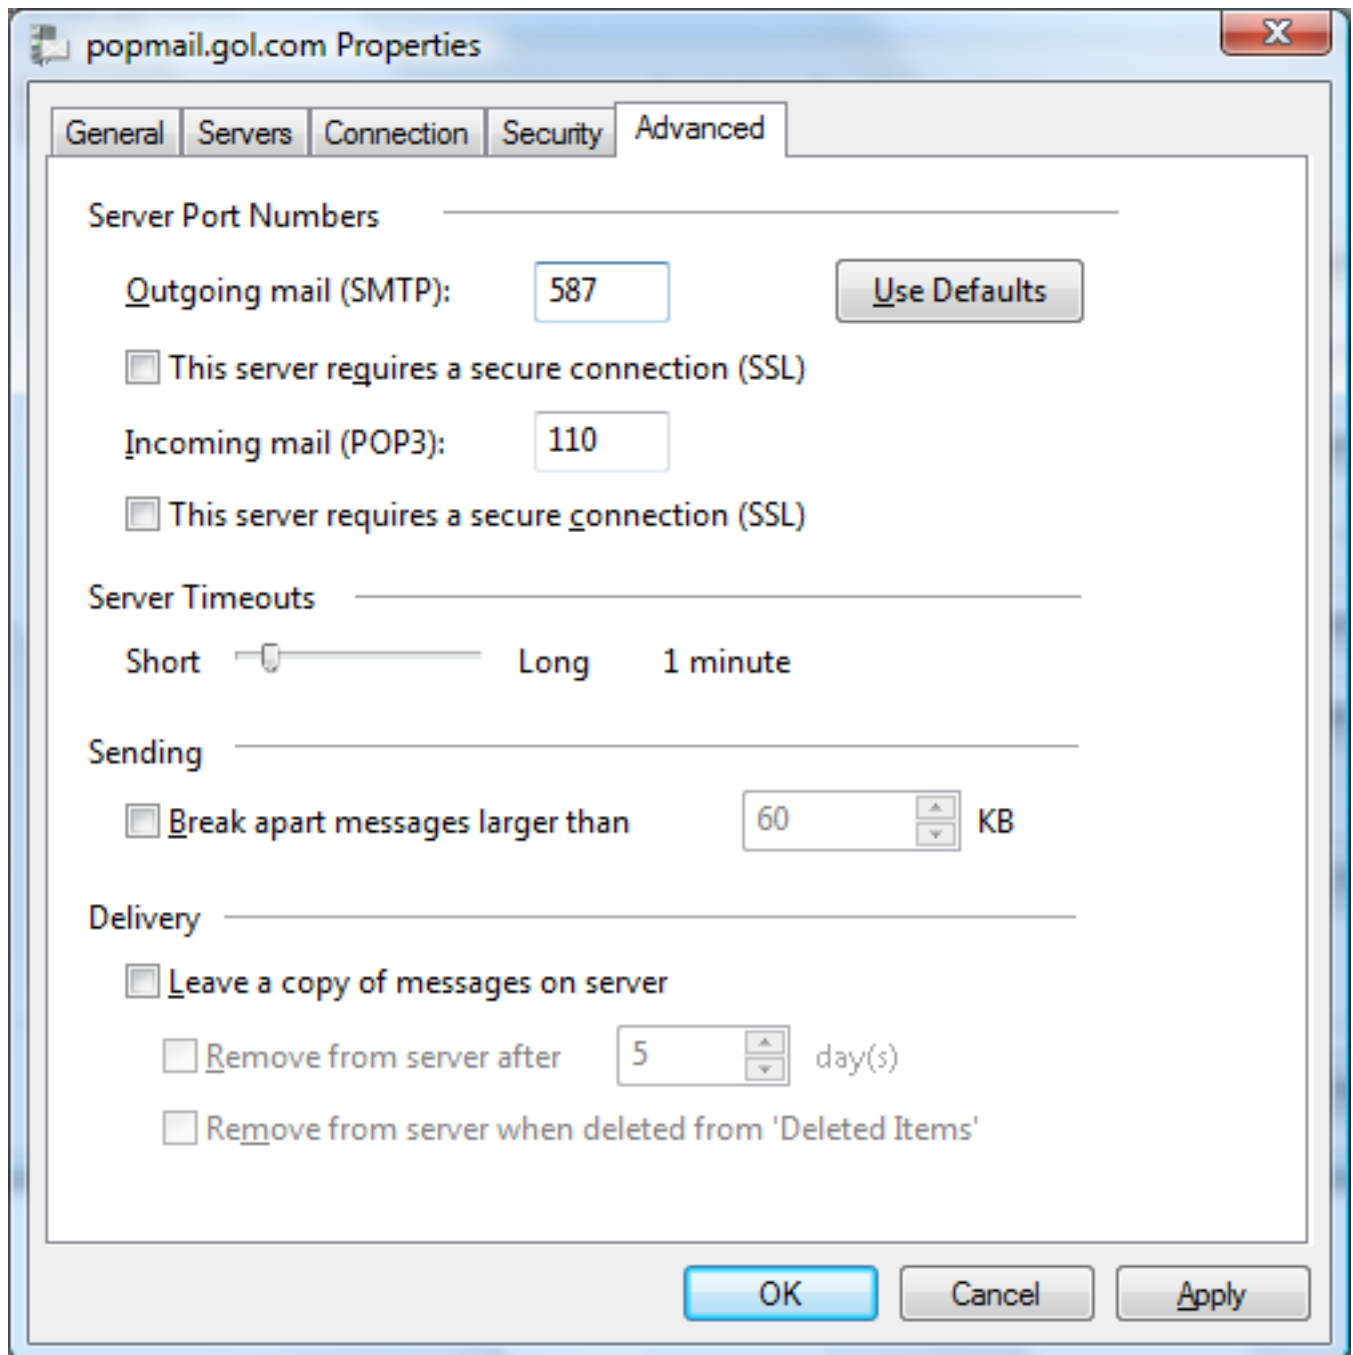 popmail.gol.com Properties
General Servers Connection Security Advanced
Server Port Numbers
Outgoing mail (SMTP): 587 Use Defaults
This server requires a secure connection (SSL)
Incoming mail (POP3): 110
This server requires a secure connection (SSL)
Server Timeouts
Short Long 1 minute
Sending
Break apart messages larger than 60 KB
Delivery
Leave a copy of messages on server
Remove from server after 5 day(s)
Remove from server when deleted from 'Deleted Items'
OK Cancel Apply